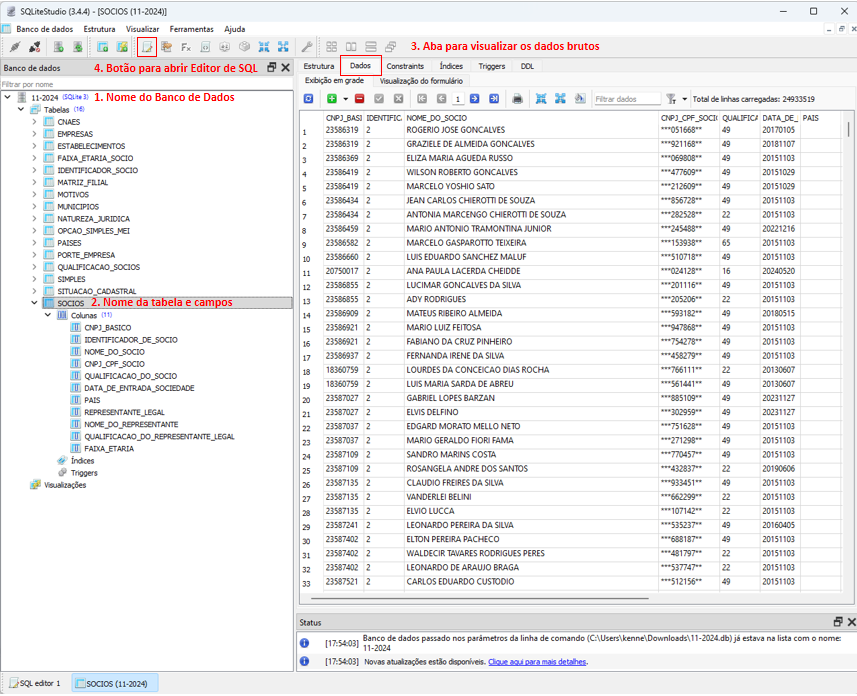 SQLiteStudio (3.4.4) - [SOCIOS (11-2024)]
Banco de dados Estrutura Visualizar Ferramentas Ajuda
3. Aba para visualizar os dados brutos
Banco de dados 4. Botão para abrir Editor de SQL
Filtrar por nome
11-2024 (SQLite 3) 1. Nome do Banco de Dados
Tabelas (16)
CNAES
EMPRESAS
ESTABELECIMENTOS
FAIXA_ETARIA_SOCIO
IDENTIFICADOR_SOCIO
MATRIZ_FILIAL
MOTIVOS
MUNICIPIOS
NATUREZA_JURIDICA
OPCAO_SIMPLES_MEI
PAISES
PORTE_EMPRESA
QUALIFICACAO_SOCIOS
SIMPLES
SITUACAO_CADASTRAL
SOCIOS 2. Nome da tabela e campos
Colunas (11)
CNPJ_BASICO
IDENTIFICADOR_DE_SOCIO
NOME_DO_SOCIO
CNPJ_CPF_SOCIO
QUALIFICACAO_DO_SOCIO
DATA_DE_ENTRADA_SOCIEDADE
PAIS
REPRESENTANTE_LEGAL
NOME_DO_REPRESENTANTE
QUALIFICACAO_DO_REPRESENTANTE_LEGAL
FAIXA_ETARIA
Índices
Triggers
Visualizações
Estrutura Dados Constraints Índices Triggers DDL
Exibição em grade Visualização do formulário
1 Filtrar dados Total de linhas carregadas: 24933519
CNPJ_BASI IDENTIFICA NOME_DO_SOCIO CNPJ_CPF_SOCIO QUALIFICA DATA_DE_ PAIS
1 23586319 2 ROGERIO JOSE GONCALVES ***051668** 49 20170105
2 23586319 2 GRAZIELE DE ALMEIDA GONCALVES ***921168** 49 20181107
3 23586369 2 ELIZA MARIA AGUEDA RUSSO ***069808** 49 20151103
4 23586419 2 WILSON ROBERTO GONCALVES ***477609** 49 20151029
5 23586419 2 MARCELO YOSHIO SATO ***212609** 49 20151029
6 23586434 2 JEAN CARLOS CHIEROTTI DE SOUZA ***856728** 49 20151103
7 23586434 2 ANTONIA MARCENGO CHIEROTTI DE SOUZA ***282528** 22 20151103
8 23586459 2 MARIO ANTONIO TRAMONTINA JUNIOR ***245488** 49 20221216
9 23586582 2 MARCELO GASPAROTTO TEIXEIRA ***153938** 65 20151103
10 23586660 2 LUIS EDUARDO SANCHEZ MALUF ***510718** 49 20151103
11 20750017 2 ANA PAULA LACERDA CHEIDDE ***024128** 16 20240520
12 23586855 2 LUCIMAR GONCALVES DA SILVA ***201116** 49 20151103
13 23586855 2 ADY RODRIGUES ***205206** 22 20151103
14 23586909 2 MATEUS RIBEIRO ALMEIDA ***593182** 49 20180515
15 23586921 2 MARIO LUIZ FEITOSA ***947868** 49 20151103
16 23586921 2 FABIANO DA CRUZ PINHEIRO ***754278** 49 20151103
17 23586937 2 FERNANDA IRENE DA SILVA ***458279** 49 20151103
18 18360759 2 LOURDES DA CONCEICAO DIAS ROCHA ***766111** 22 20130607
19 18360759 2 LUIS MARIA SARDA DE ABREU ***561441** 49 20130607
20 23587027 2 GABRIEL LOPES BARZAN ***885109** 49 20231127
21 23587027 2 ELVIS DELFINO ***302959** 49 20231127
22 23587037 2 EDGARD MORATO MELLO NETO ***751628** 49 20151103
23 23587037 2 MARIO GERALDO FIORI FAMA ***271298** 49 20151103
24 23587109 2 SANDRO MARINS COSTA ***770457** 49 20151103
25 23587109 2 ROSANGELA ANDRE DOS SANTOS ***432837** 22 20190606
26 23587135 2 CLAUDIO FREIRES DA SILVA ***933451** 49 20151103
27 23587135 2 VANDERLEI BELINI ***662299** 22 20151103
28 23587135 2 ELVIO LUCCA ***107142** 22 20151103
29 23587241 2 LEONARDO PEREIRA DA SILVA ***535237** 49 20160405
30 23587402 2 ELTON PEREIRA PACHECO ***688187** 49 20151103
31 23587402 2 WALDECIR TAVARES RODRIGUES PERES ***481797** 22 20151103
32 23587402 2 LEONARDO DE ARAUJO BRAGA ***537747** 22 20151103
33 23587521 2 CARLOS EDUARDO CUSTODIO ***512156** 49 20151103
Status
[17:54:03] Banco de dados passado nos parâmetros da linha de comando (C:\Users\kenne\Downloads\11-2024.db) já estava na lista com o nome:
11-2024
[17:54:03] Novas atualizações estão disponíveis. Clique aqui para mais detalhes.
SQL editor 1 SOCIOS (11-2024)